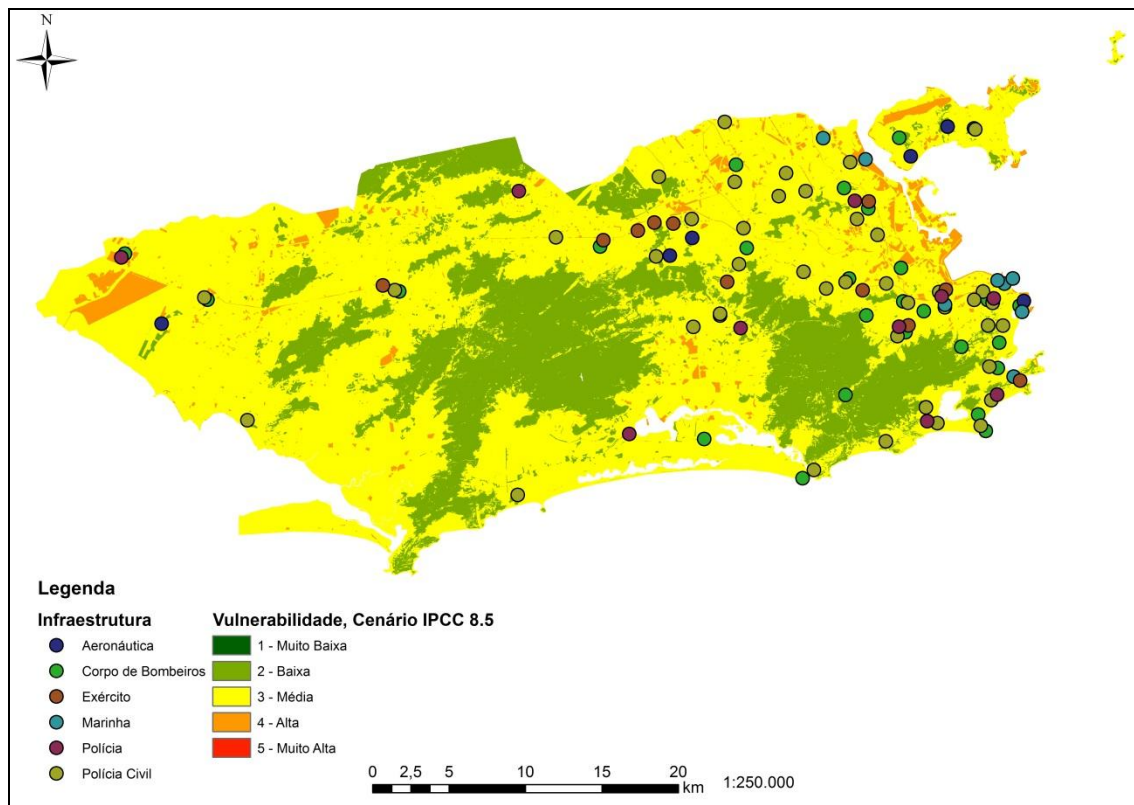 N
Legenda
Infraestrutura
Aeronáutica
Corpo de Bombeiros
Exército
Marinha
Polícia
Polícia Civil
Vulnerabilidade, Cenário IPCC 8.5
1 - Muito Baixa
2 - Baixa
3 - Média
4 - Alta
5 - Muito Alta
0 2,5 5 10 15 20
km
1:250.000